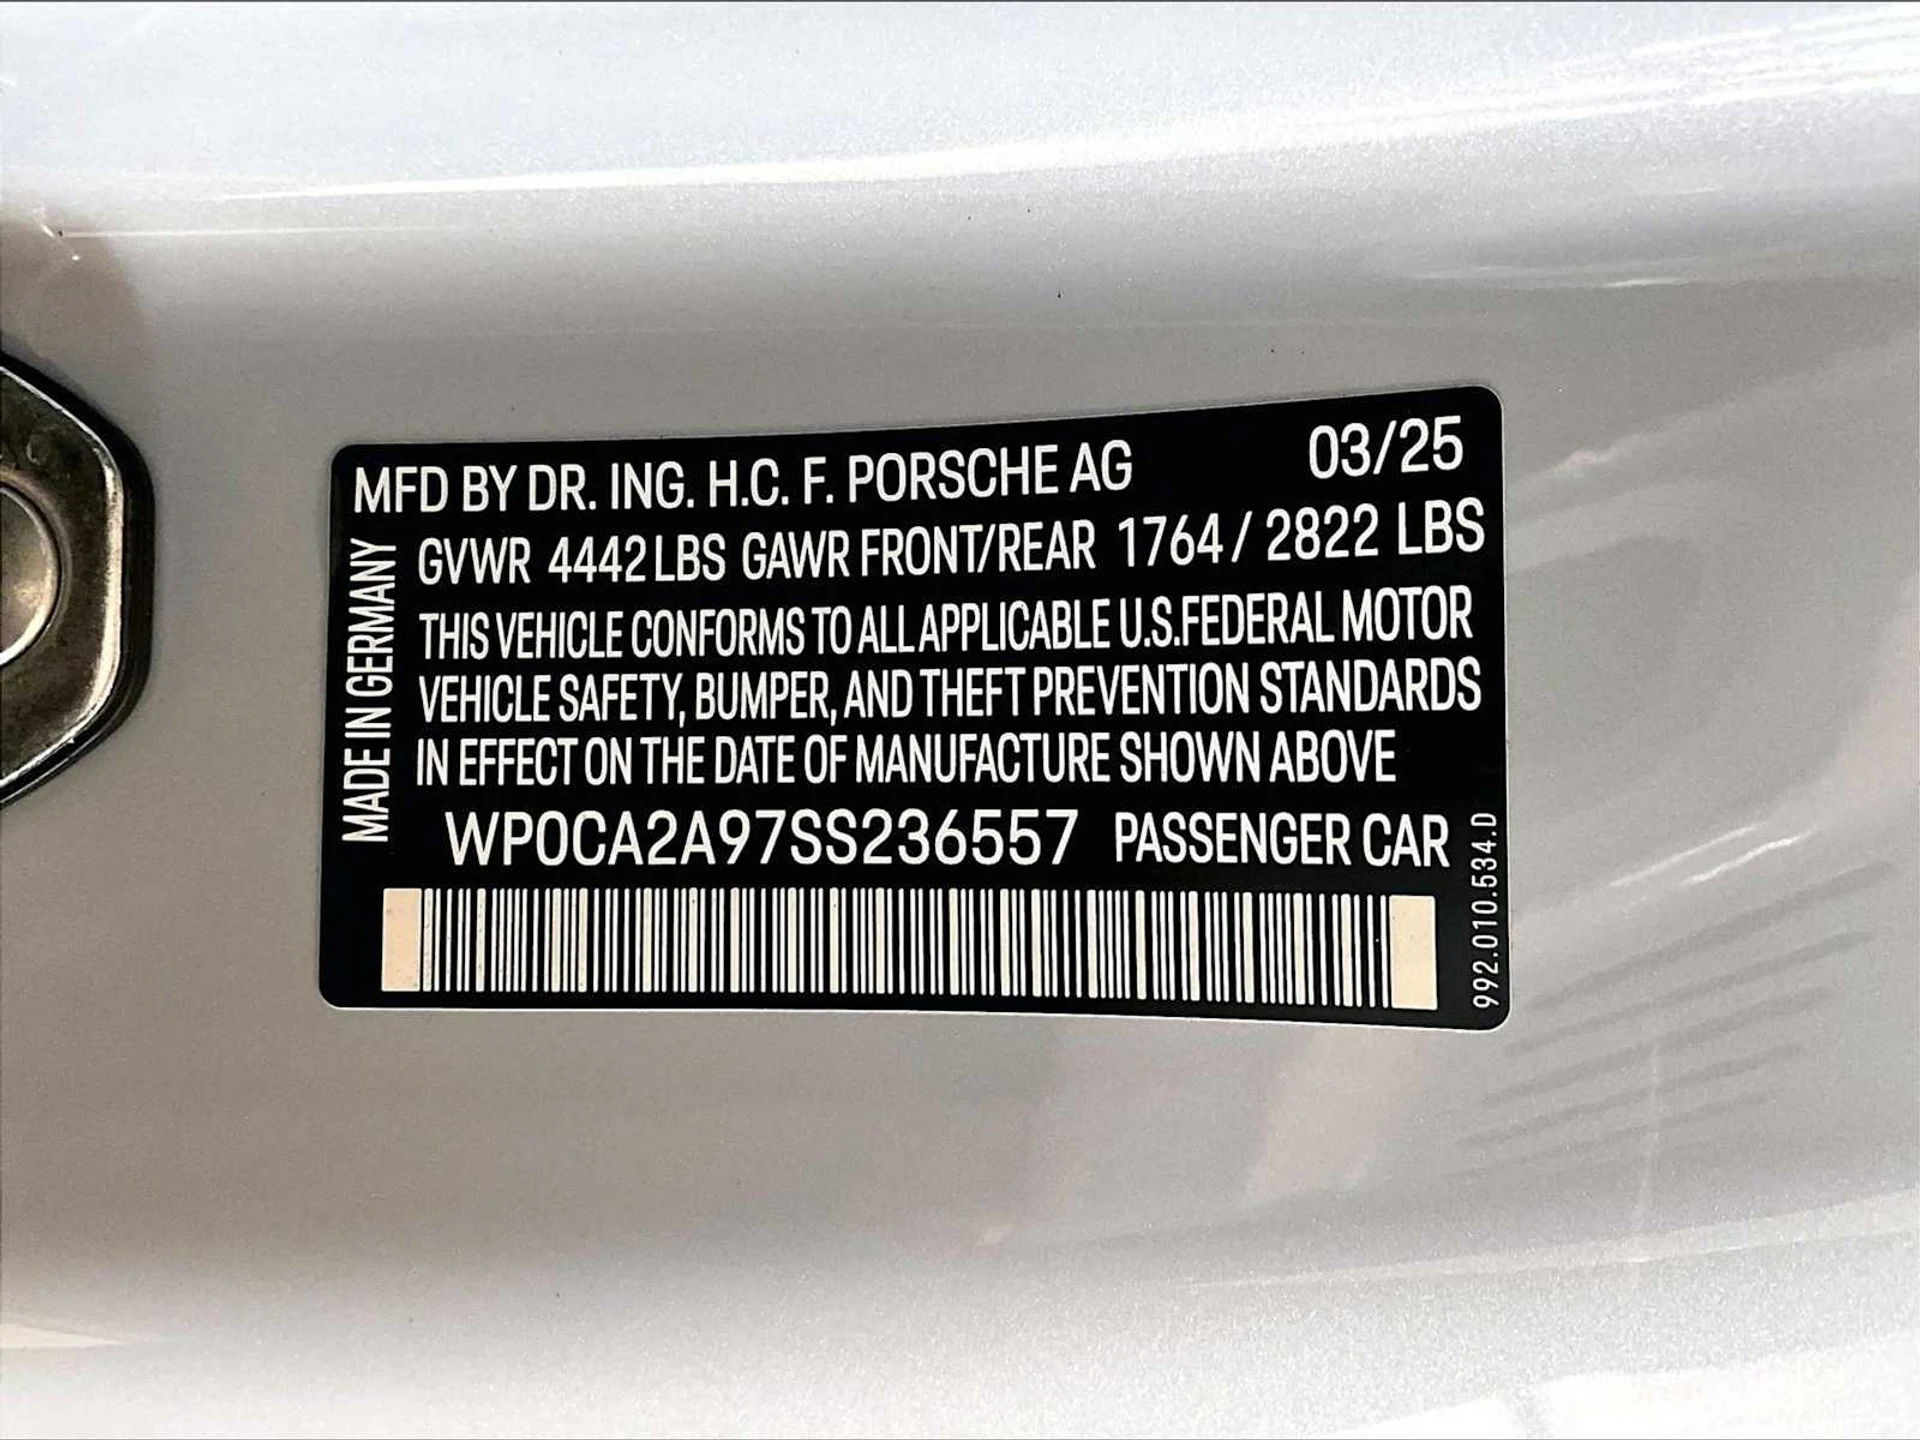 MFD BY DR. ING. H.C. F. PORSCHE AG 03/25
GVWR 4442 LBS GAWR FRONT/REAR 1764 / 2822 LBS
THIS VEHICLE CONFORMS TO ALL APPLICABLE U.S.FEDERAL MOTOR
VEHICLE SAFETY, BUMPER, AND THEFT PREVENTION STANDARDS
IN EFFECT ON THE DATE OF MANUFACTURE SHOWN ABOVE
WP0CA2A97SS236557 PASSENGER CAR
MADE IN GERMANY
992.010.534.D